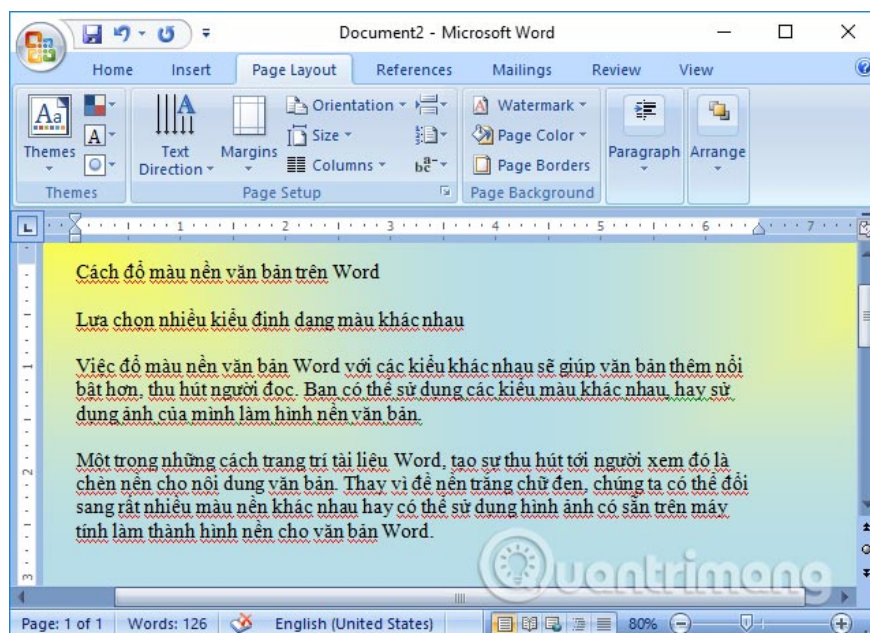 Document2 - Microsoft Word
Home Insert Page Layout References Mailings Review View
Aa Orientation Watermark
A Size Page Color
Themes Text Direction Margins Columns Page Borders Paragraph Arrange
Themes Page Setup Page Background
1 2 3 4 5 6 7
Cách đổ màu nền văn bản trên Word
Lựa chọn nhiều kiểu định dạng màu khác nhau
Việc đổ màu nền văn bản Word với các kiểu khác nhau sẽ giúp văn bản thêm nổi
bật hơn, thu hút người đọc. Bạn có thể sử dụng các kiểu màu khác nhau, hay sử
dụng ảnh của mình làm hình nền văn bản.
Một trong những cách trang trí tài liệu Word, tạo sự thu hút tới người xem đó là
chèn nền cho nội dung văn bản. Thay vì để nền trắng chữ đen, chúng ta có thể đổi
sang rất nhiều màu nền khác nhau hay có thể sử dụng hình ảnh có sẵn trên máy
tính làm thành hình nền cho văn bản Word.
Quantrimang
Page: 1 of 1 Words: 126 English (United States) 80%